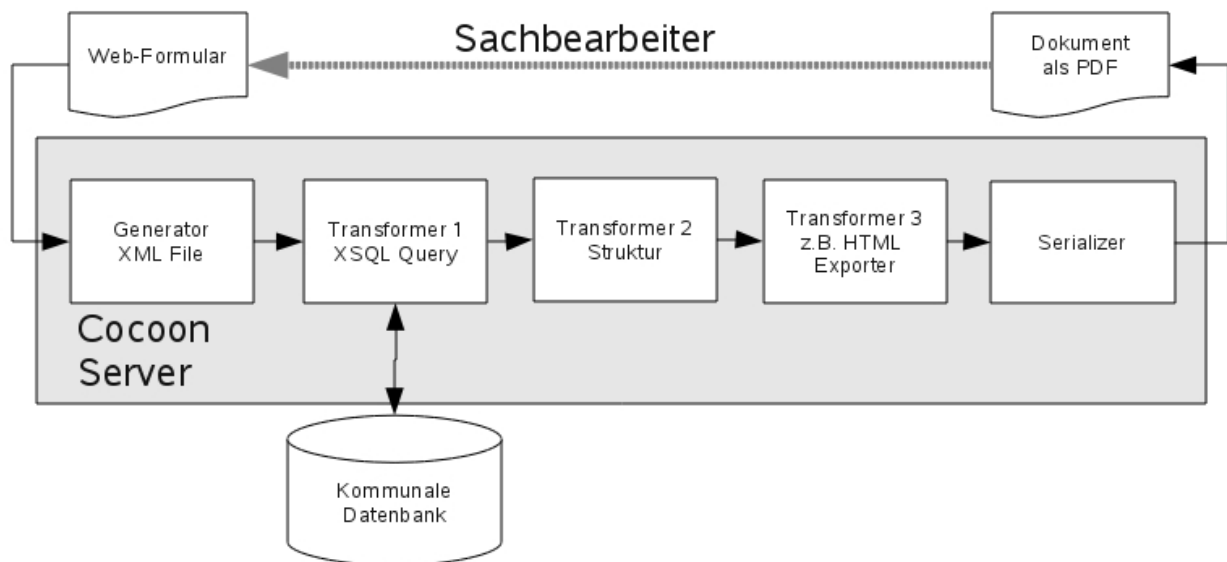 Sachbearbeiter
Web-Formular
Dokument
als PDF
Generator
XML File
Transformer 1
XSQL Query
Transformer 2
Struktur
Transformer 3
z.B. HTML
Exporter
Serializer
Cocoon
Server
Kommunale
Datenbank